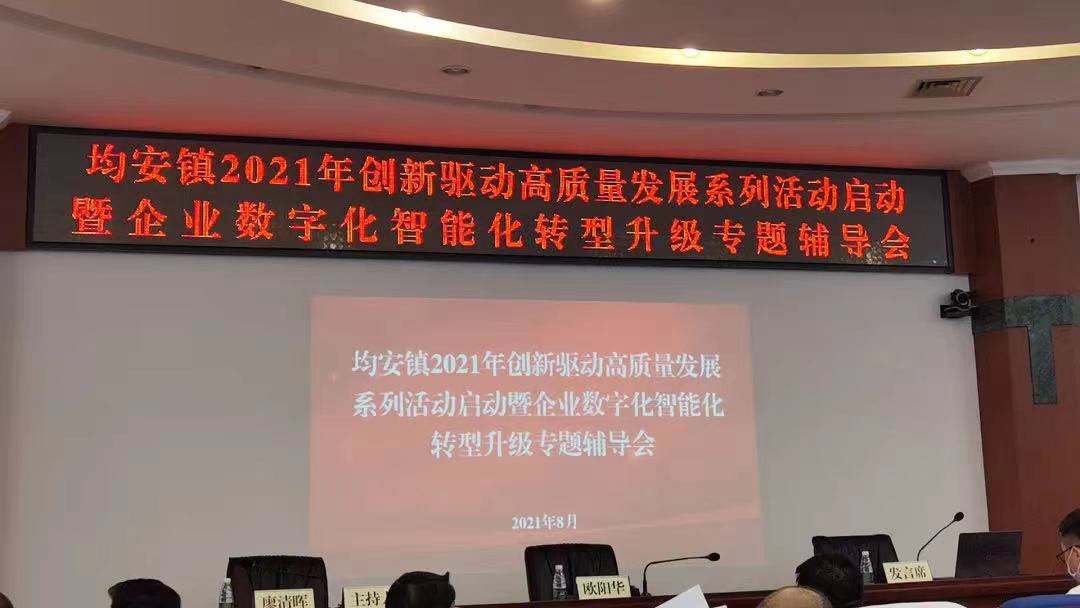 均安镇2021年创新驱动高质量发展系列活动启动
暨企业数字化智能化转型升级专题辅导会
均安镇2021年创新驱动高质量发展
系列活动启动暨企业数字化智能化
转型升级专题辅导会
2021年8月
廖清晖
主持
欧阳华
发言席